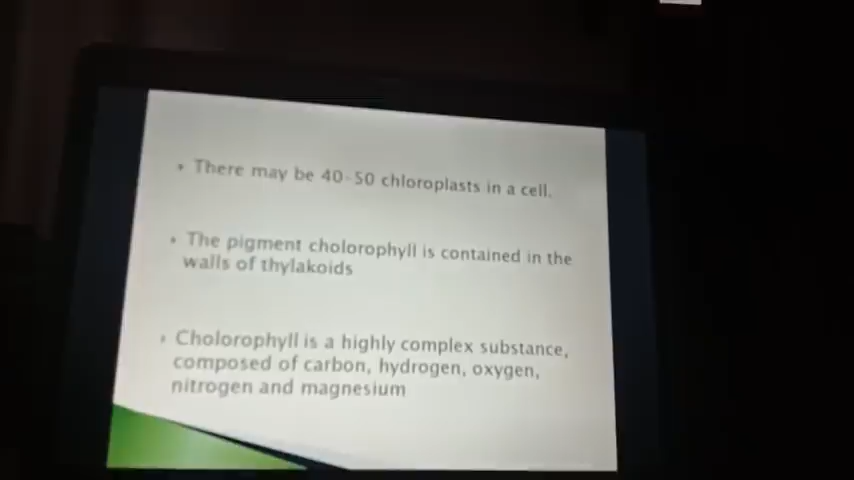 There may be 40-50 chloroplasts in a cell.
The pigment cholorophyll is contained in the
walls of thylakoids
Cholorophyll is a highly complex substance,
composed of carbon, hydrogen, oxygen,
nitrogen and magnesium